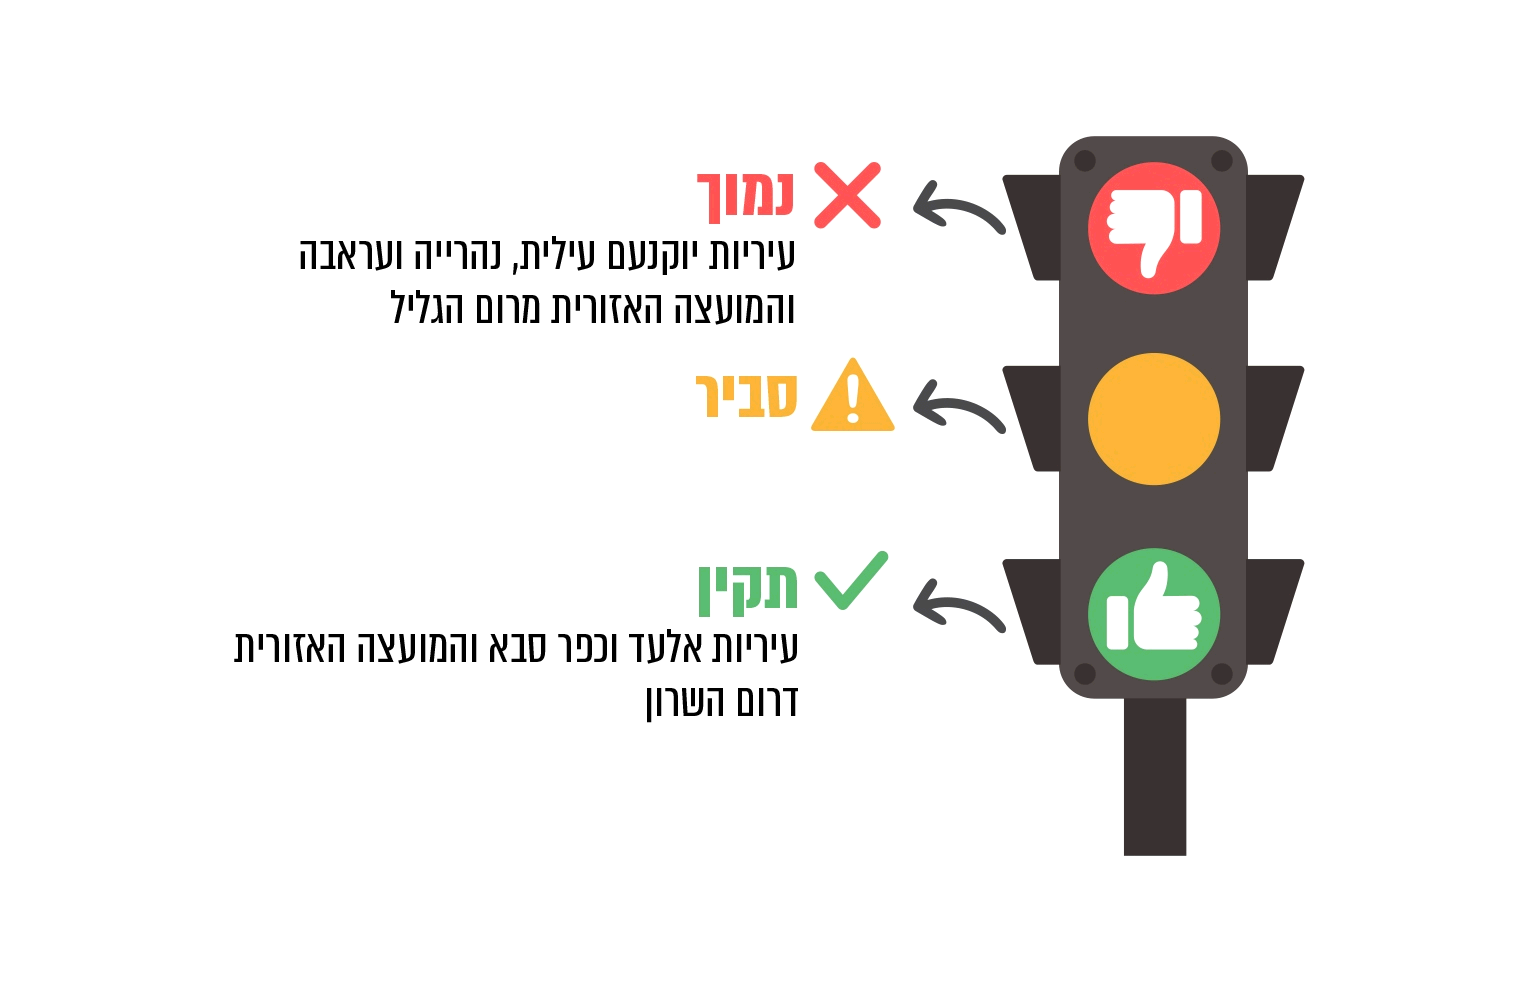 נמוך
עיריות יוקנעם עילית, נהרייה ועראבה
והמועצה האזורית מרום הגליל
סביר
תקין
עיריות אלעד וכפר סבא והמועצה האזורית
דרום השרון